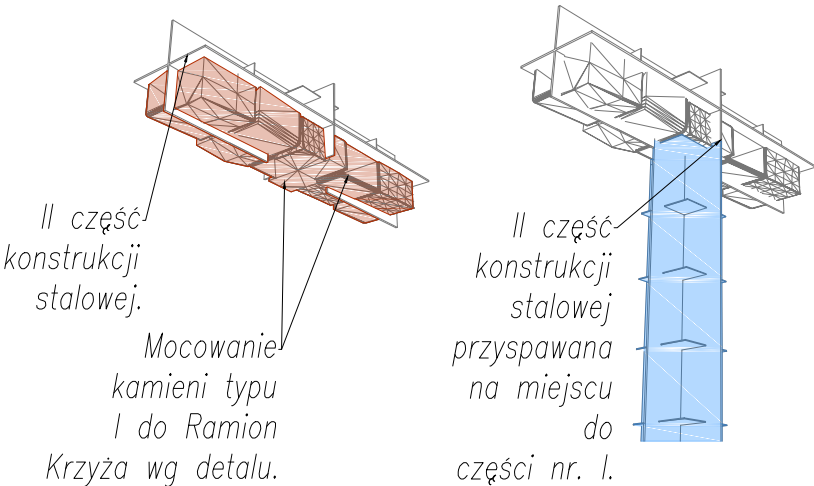 II część
konstrukcji
stalowej.
Mocowanie
kamieni typu
I do Ramion
Krzyża wg detalu.
II część
konstrukcji
stalowej
przyspawana
na miejscu
do
części nr. I.